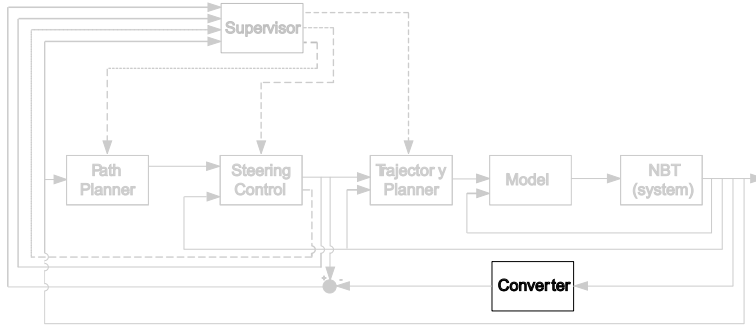 Supervisor
Path
Planner
Steering
Control
Trajector y
Planner
Model
NBT
(system)
+
-
Converter